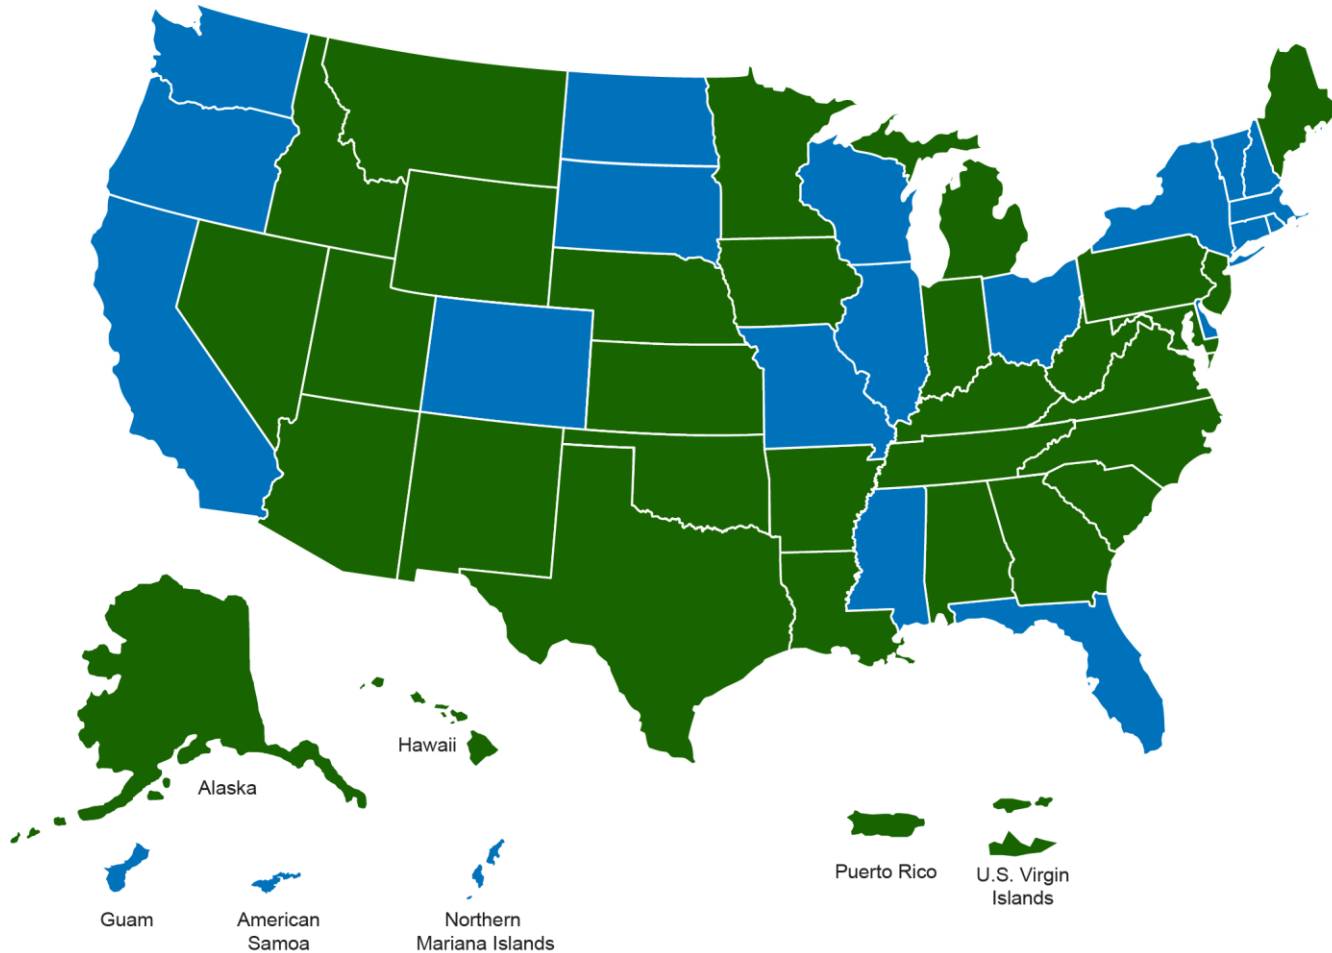 Hawaii
Alaska
Puerto Rico
U.S. Virgin
Islands
Guam
American
Samoa
Northern
Mariana Islands